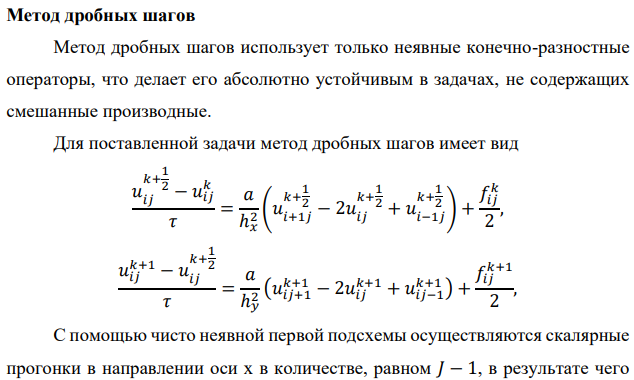 Метод дробных шагов
Метод дробных шагов использует только неявные конечно-разностные
операторы, что делает его абсолютно устойчивым в задачах, не содержащих
смешанные производные.
Для поставленной задачи метод дробных шагов имеет вид
\frac{u_{ij}^{k+\frac{1}{2}} - u_{ij}^{k}}{\tau} = \frac{a}{h_x^2}\left(u_{i+1j}^{k+\frac{1}{2}} - 2u_{ij}^{k+\frac{1}{2}} + u_{i-1j}^{k+\frac{1}{2}}\right) + \frac{f_{ij}^{k}}{2},
\frac{u_{ij}^{k+1} - u_{ij}^{k+\frac{1}{2}}}{\tau} = \frac{a}{h_y^2}\left(u_{ij+1}^{k+1} - 2u_{ij}^{k+1} + u_{ij-1}^{k+1}\right) + \frac{f_{ij}^{k+1}}{2},
С помощью чисто неявной первой подсхемы осуществляются скалярные
прогонки в направлении оси x в количестве, равном J − 1, в результате чего